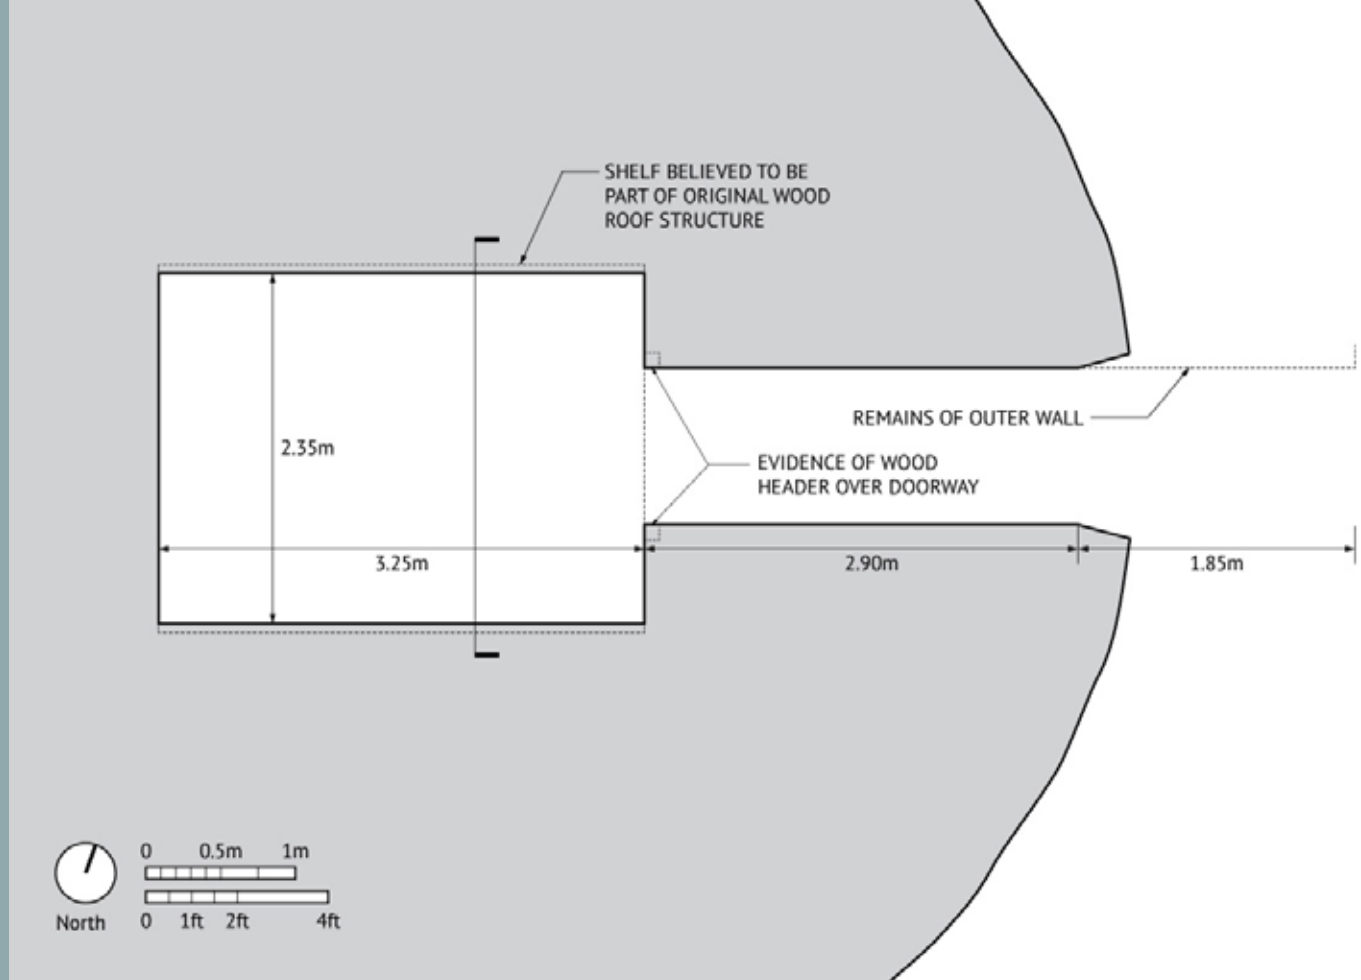 SHELF BELIEVED TO BE
PART OF ORIGINAL WOOD
ROOF STRUCTURE
REMAINS OF OUTER WALL
2.35m
EVIDENCE OF WOOD
HEADER OVER DOORWAY
3.25m
2.90m
1.85m
0 0.5m 1m
North
0 1ft 2ft 4ft